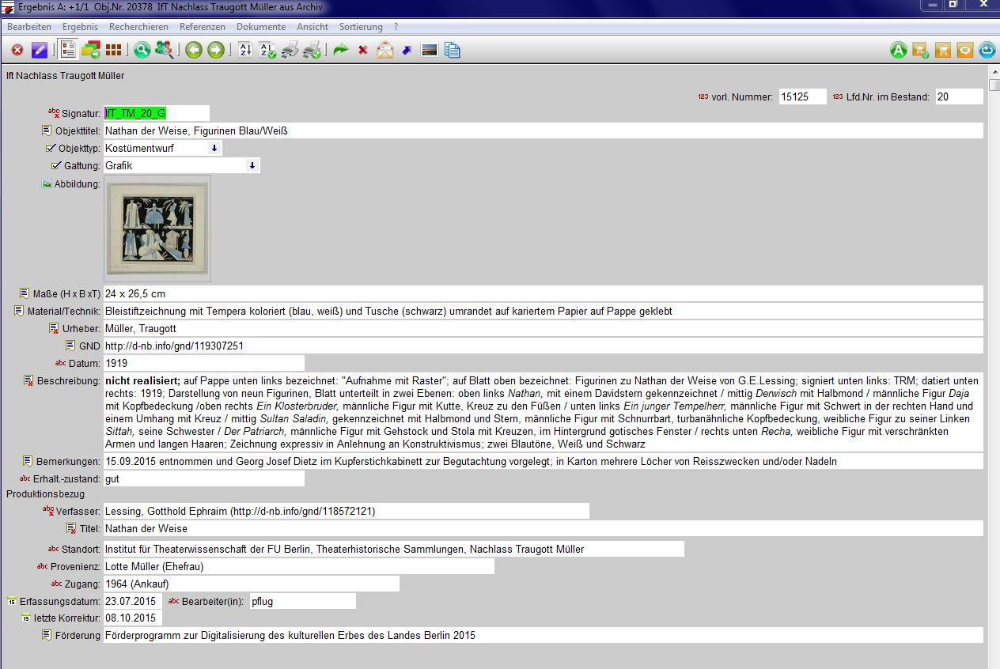 Ergebnis A: +1/1 Obj.Nr. 20378 IfT Nachlass Traugott Müller aus Archiv
Bearbeiten Ergebnis Recherchieren Referenzen Dokumente Ansicht Sortierung ?
Ift Nachlass Traugott Müller
123 vorl. Nummer: 15125 123 Lfd.Nr. im Bestand: 20
abc Signatur: IfT_TM_20_G
Objekttitel: Nathan der Weise, Figurinen Blau/Weiß
Objekttyp: Kostümentwurf
Gattung: Grafik
Abbildung:
Maße (H x B xT) 24 x 26,5 cm
Material/Technik: Bleistiftzeichnung mit Tempera koloriert (blau, weiß) und Tusche (schwarz) umrandet auf kariertem Papier auf Pappe geklebt
Urheber: Müller, Traugott
GND http://d-nb.info/gnd/119307251
abc Datum: 1919
Beschreibung: nicht realisiert; auf Pappe unten links bezeichnet: "Aufnahme mit Raster"; auf Blatt oben bezeichnet: Figurinen zu Nathan der Weise von G.E.Lessing; signiert unten links: TRM; datiert unten
rechts: 1919; Darstellung von neun Figurinen, Blatt unterteilt in zwei Ebenen: oben links Nathan, mit einem Davidstern gekennzeichnet / mittig Derwisch mit Halbmond / männliche Figur Daja
mit Kopfbedeckung /oben rechts Ein Klosterbruder, männliche Figur mit Kutte, Kreuz zu den Füßen / unten links Ein junger Tempelherr, männliche Figur mit Schwert in der rechten Hand und
einem Umhang mit Kreuz / mittig Sultan Saladin, gekennzeichnet mit Halbmond und Stern, männliche Figur mit Schnurrbart, turbanähnliche Kopfbedeckung, weibliche Figur zu seiner Linken
Sittah, seine Schwester / Der Patriarch, männliche Figur mit Gehstock und Stola mit Kreuzen, im Hintergrund gotisches Fenster / rechts unten Recha, weibliche Figur mit verschränkten
Armen und langen Haaren; Zeichnung expressiv in Anlehnung an Konstruktivismus; zwei Blautöne, Weiß und Schwarz
Bemerkungen: 15.09.2015 entnommen und Georg Josef Dietz im Kupferstichkabinett zur Begutachtung vorgelegt; in Karton mehrere Löcher von Reisszwecken und/oder Nadeln
abc Erhalt.-zustand: gut
Produktionsbezug
abc Verfasser: Lessing, Gotthold Ephraim (http://d-nb.info/gnd/118572121)
Titel: Nathan der Weise
abc Standort: Institut für Theaterwissenschaft der FU Berlin, Theaterhistorische Sammlungen, Nachlass Traugott Müller
abc Provenienz: Lotte Müller (Ehefrau)
abc Zugang: 1964 (Ankauf)
15 Erfassungsdatum: 23.07.2015 abc Bearbeiter(in): pflug
15 letzte Korrektur: 08.10.2015
Förderung Förderprogramm zur Digitalisierung des kulturellen Erbes des Landes Berlin 2015